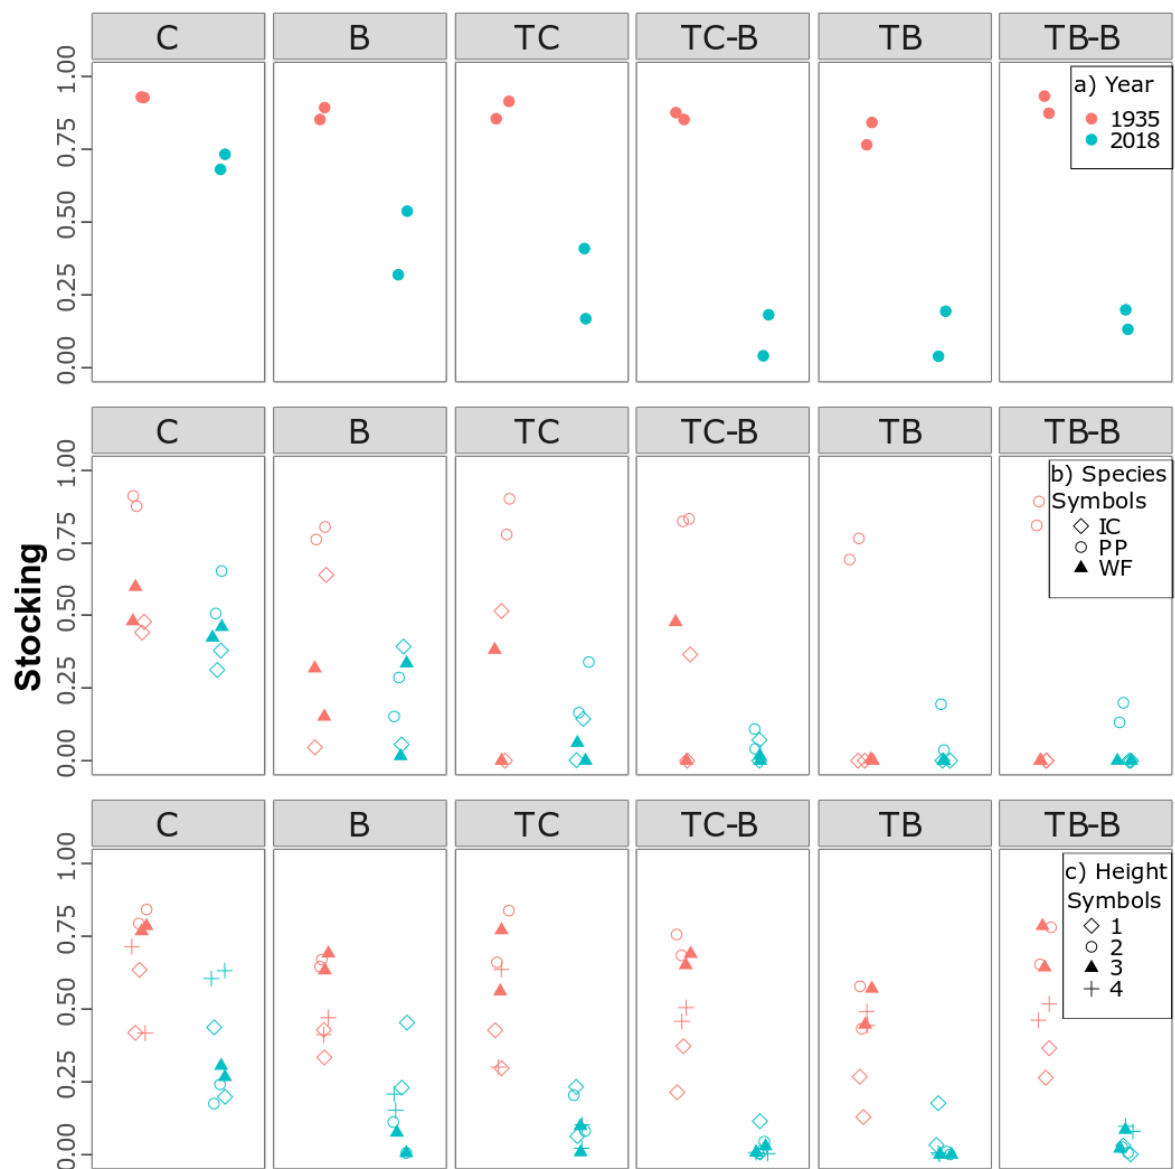 C B TC TC-B TB TB-B
a) Year
1935
2018
1.00
0.75
0.50
0.25
0.00
C B TC TC-B TB TB-B
b) Species
Symbols
IC
PP
WF
1.00
0.75
0.50
0.25
0.00
Stocking
C B TC TC-B TB TB-B
c) Height
Symbols
1
2
3
4
1.00
0.75
0.50
0.25
0.00